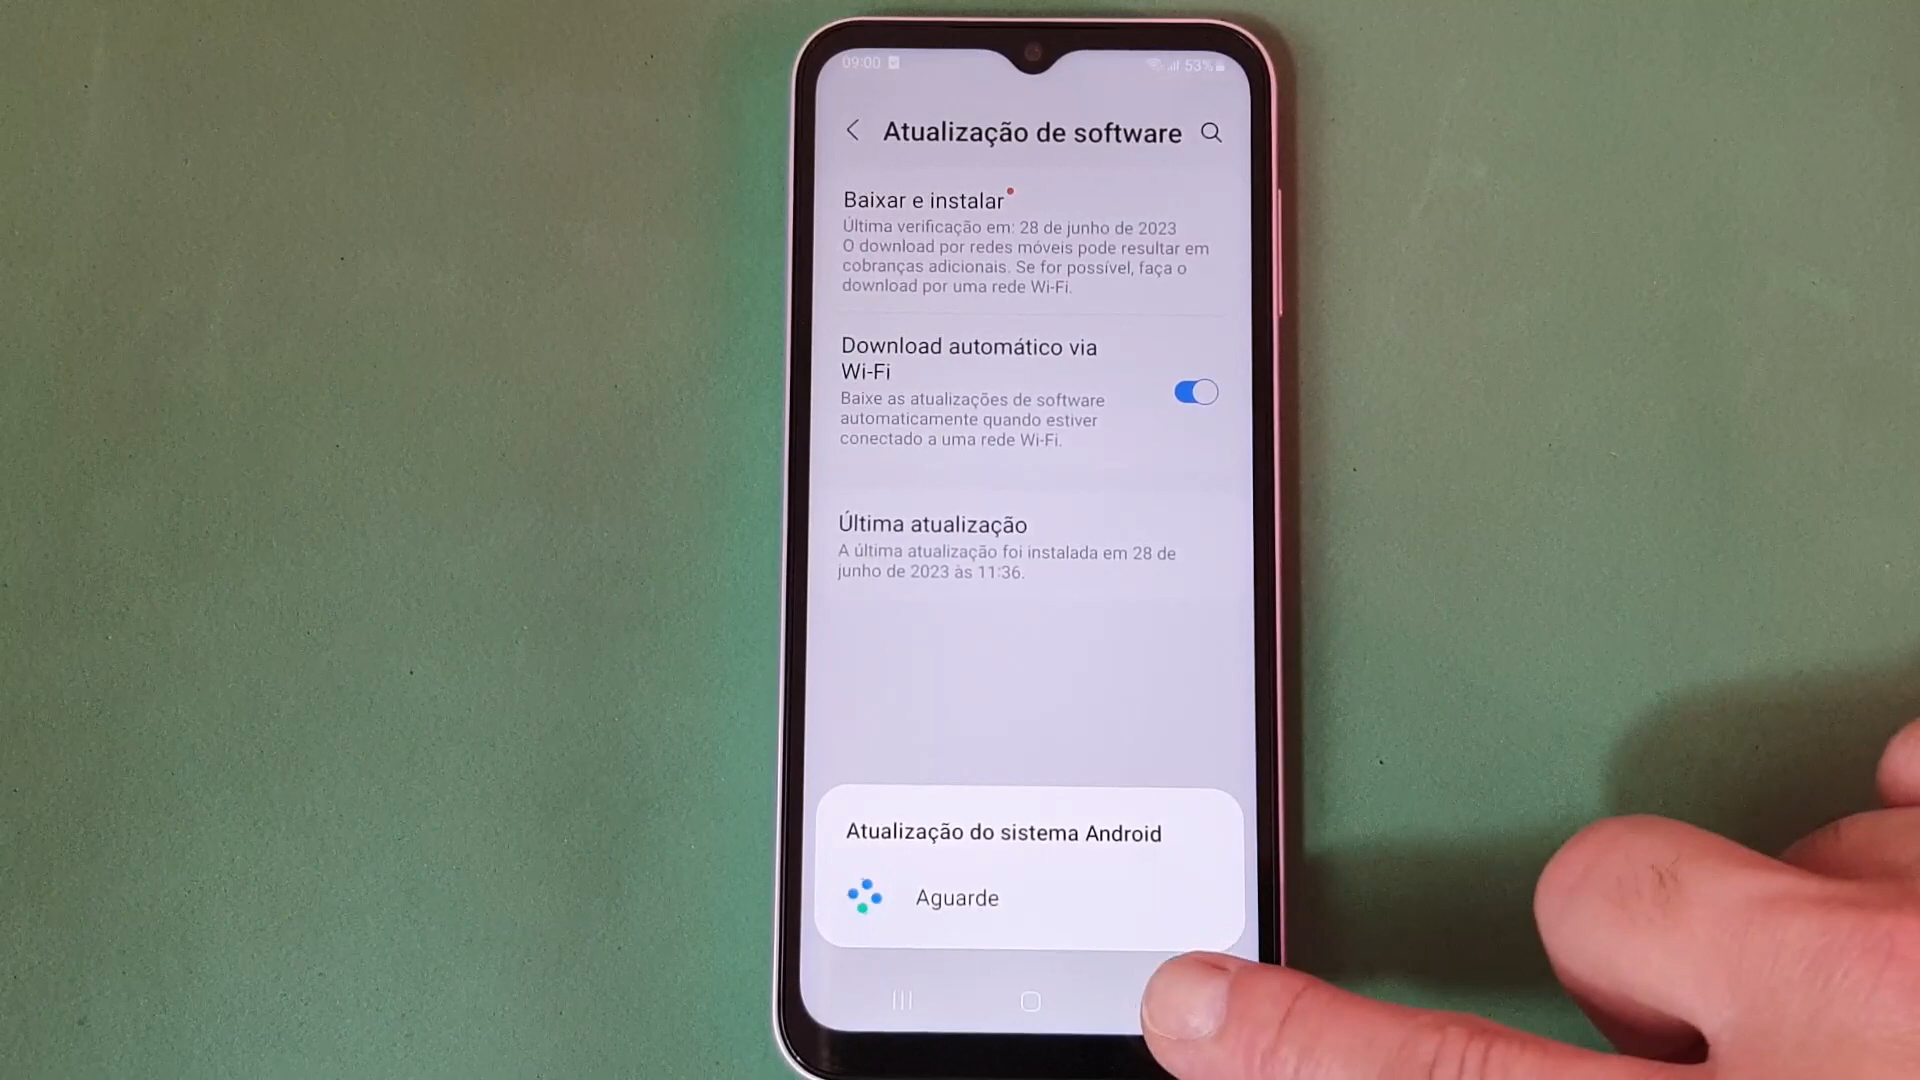 09:00
53%
Atualização de software
Baixar e instalar
Última verificação em: 28 de junho de 2023
O download por redes móveis pode resultar em
cobranças adicionais. Se for possível, faça o
download por uma rede Wi-Fi.
Download automático via
Wi-Fi
Baixe as atualizações de software
automaticamente quando estiver
conectado a uma rede Wi-Fi.
Última atualização
A última atualização foi instalada em 28 de
junho de 2023 às 11:36.
Atualização do sistema Android
Aguarde